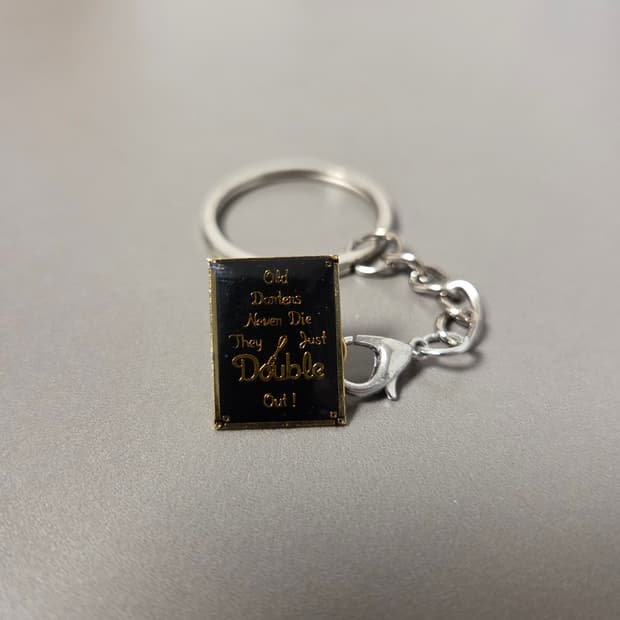 Old
Darters
Never Die
They Just
Double
Out!